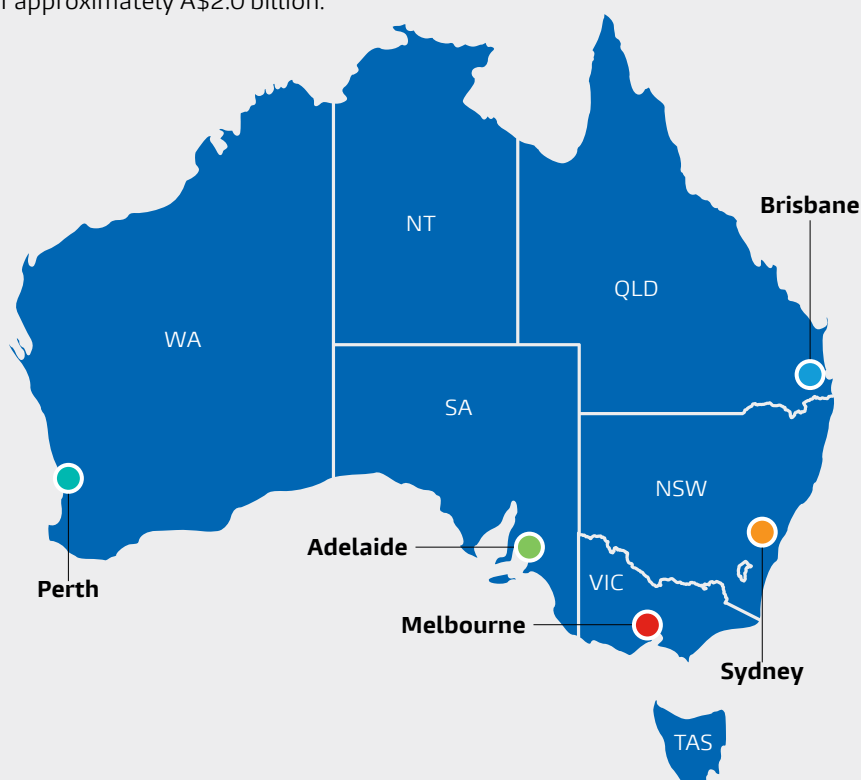 approximately A$2.0 billion.
Brisbane
NT
QLD
WA
SA
NSW
Adelaide
VIC
Perth
Melbourne
Sydney
TAS